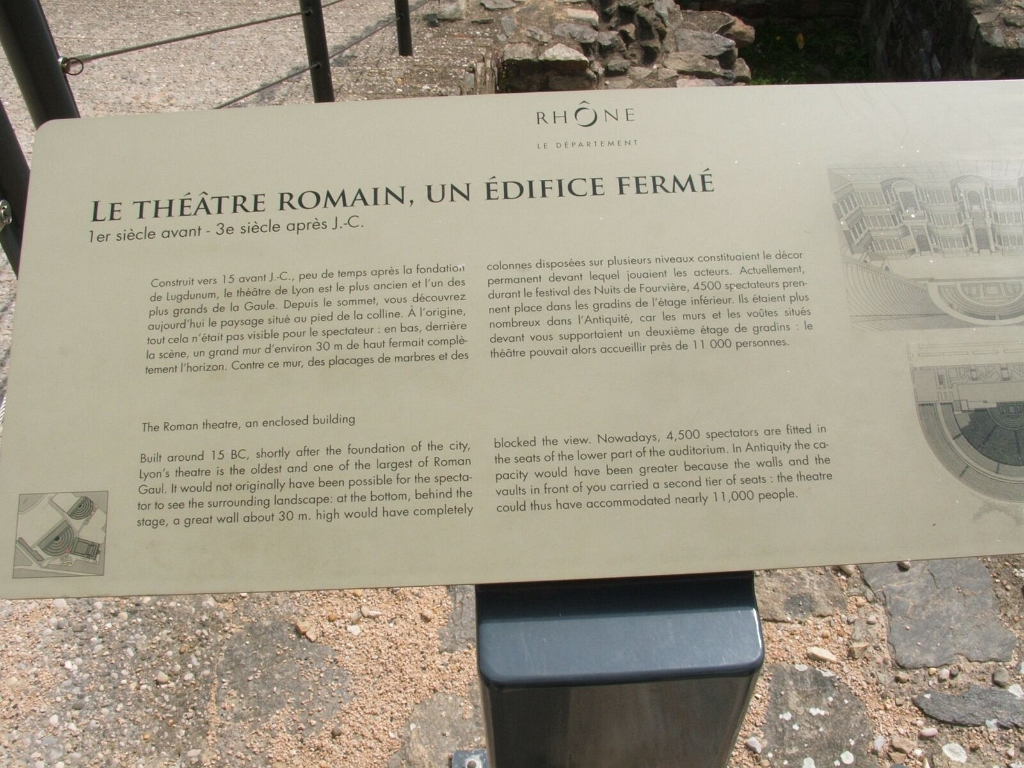 RHÔNE
LE DÉPARTEMENT
LE THÉÂTRE ROMAIN, UN ÉDIFICE FERMÉ
1er siècle avant - 3e siècle après J.-C.
Construit vers 15 avant J.-C., peu de temps après la fondation
de Lugdunum, le théâtre de Lyon est le plus ancien et l'un des
plus grands de la Gaule. Depuis le sommet, vous découvrez
aujourd'hui le paysage situé au pied de la colline. À l'origine,
tout cela n'était pas visible pour le spectateur : en bas, derrière
la scène, un grand mur d'environ 30 m de haut fermait complè-
tement l'horizon. Contre ce mur, des placages de marbres et des
colonnes disposées sur plusieurs niveaux constituaient le décor
permanent devant lequel jouaient les acteurs. Actuellement,
durant le festival des Nuits de Fourvière, 4500 spectateurs pren-
nent place dans les gradins de l'étage inférieur. Ils étaient plus
nombreux dans l'Antiquité, car les murs et les voûtes situés
devant vous supportaient un deuxième étage de gradins : le
théâtre pouvait alors accueillir près de 11 000 personnes.
The Roman theatre, an enclosed building
Built around 15 BC, shortly after the foundation of the city,
Lyon's theatre is the oldest and one of the largest of Roman
Gaul. It would not originally have been possible for the specta-
tor to see the surrounding landscape: at the bottom, behind the
stage, a great wall about 30 m. high would have completely
blocked the view. Nowadays, 4,500 spectators are fitted in
the seats of the lower part of the auditorium. In Antiquity the ca-
pacity would have been greater because the walls and the
vaults in front of you carried a second tier of seats : the theatre
could thus have accommodated nearly 11,000 people.